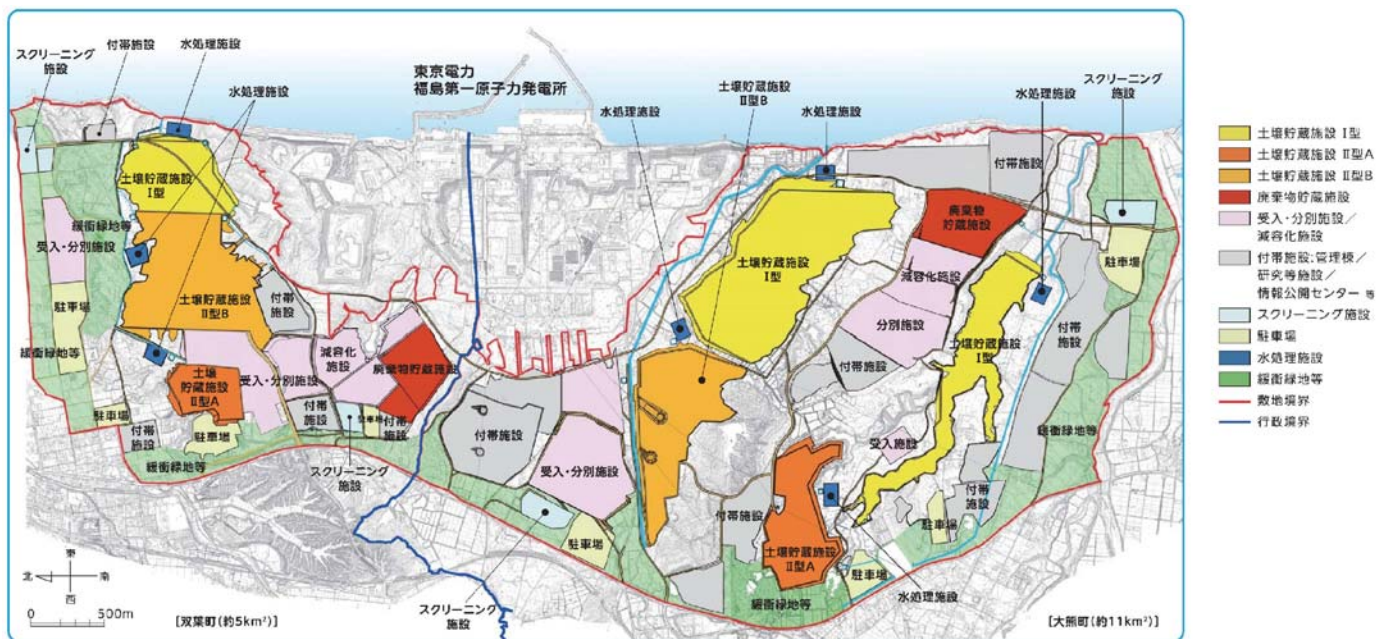 スクリーニング
施設
付帯施設
水処理施設
水処理施設
東京電力
福島第一原子力発電所
水処理施設
土壌貯蔵施設
Ⅱ型B
水処理施設
水処理施設
スクリーニング
施設
土壌貯蔵施設
Ⅰ型
緩衝緑地等
受入・分別施設
駐車場
緩衝緑地等
土壌貯蔵施設
Ⅱ型B
付帯
施設
土壌
貯蔵施設
Ⅱ型A
受入・分別施設
減容化
施設
廃棄物貯蔵施設
駐車場
付帯
施設
駐車場
緩衝緑地等
付帯
施設
駐車場
付帯
施設
スクリーニング
施設
付帯施設
受入・分別施設
駐車場
スクリーニング
施設
土壌貯蔵施設
Ⅰ型
付帯施設
廃棄物
貯蔵施設
減容化施設
分別施設
付帯施設
土壌貯蔵施設
Ⅰ型
受入施設
付帯施設
土壌貯蔵施設
Ⅱ型A
緩衝緑地等
駐車場
水処理施設
駐車場
付帯
施設
付帯
施設
緩衝緑地等
駐車場
東
北
南
西
0
500m
[双葉町(約5km²)]
[大熊町(約11km²)]
土壌貯蔵施設 Ⅰ型
土壌貯蔵施設 Ⅱ型A
土壌貯蔵施設 Ⅱ型B
廃棄物貯蔵施設
受入・分別施設/
減容化施設
付帯施設:管理棟/
研究等施設/
情報公開センター 等
スクリーニング施設
駐車場
水処理施設
緩衝緑地等
敷地境界
行政境界